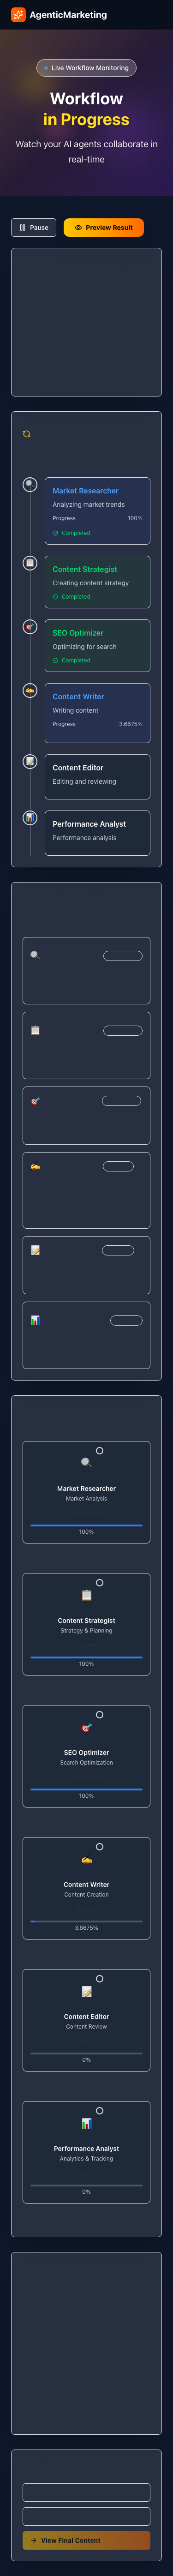 AgenticMarketing
Live Workflow Monitoring
Workflow
in Progress
Watch your AI agents collaborate in
real-time
Pause
Preview Result
Market Researcher
Analyzing market trends
Progress 100%
Completed
Content Strategist
Creating content strategy
Completed
SEO Optimizer
Optimizing for search
Completed
Content Writer
Writing content
Progress 3.6675%
Content Editor
Editing and reviewing
Performance Analyst
Performance analysis
Market Researcher
Market Analysis
100%
Content Strategist
Strategy & Planning
100%
SEO Optimizer
Search Optimization
100%
Content Writer
Content Creation
3.6675%
Content Editor
Content Review
0%
Performance Analyst
Analytics & Tracking
0%
View Final Content